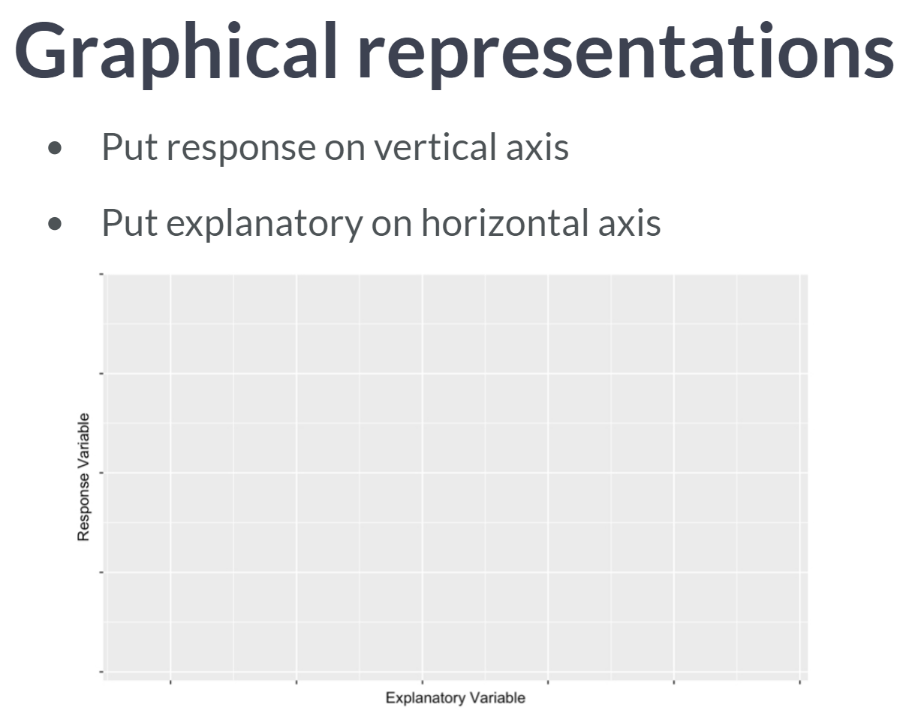 Graphical representations
• Put response on vertical axis
• Put explanatory on horizontal axis
Response Variable
Explanatory Variable